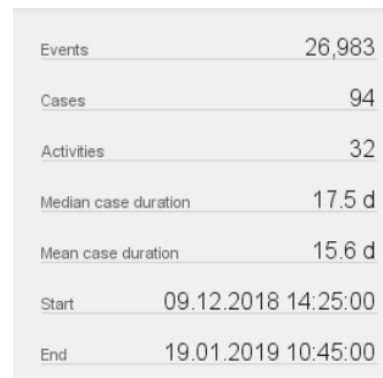 Events 26,983
Cases 94
Activities 32
Median case duration 17.5 d
Mean case duration 15.6 d
Start 09.12.2018 14:25:00
End 19.01.2019 10:45:00